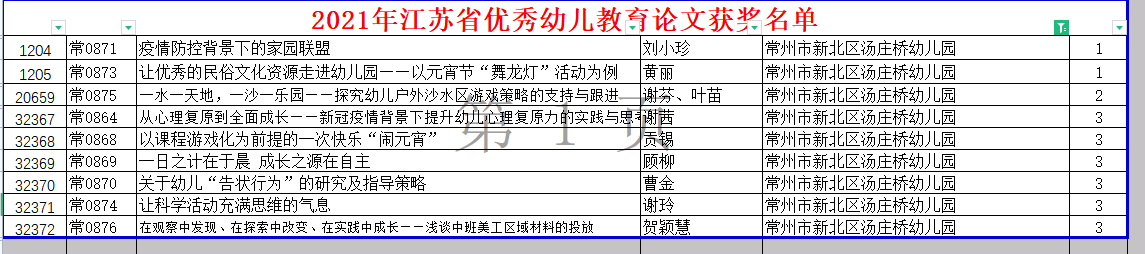 2021年江苏省优秀幼儿教育论文获奖名单
1204 常0871 疫情防控背景下的家园联盟 刘小珍 常州市新北区汤庄桥幼儿园 1
1205 常0873 让优秀的民俗文化资源走进幼儿园——以元宵节“舞龙灯”活动为例 黄丽 常州市新北区汤庄桥幼儿园 1
20659 常0875 一水一天地，一沙一乐园——探究幼儿户外沙水区游戏策略的支持与跟进 谢芬、叶苗 常州市新北区汤庄桥幼儿园 2
32367 常0864 从心理复原到全面成长——新冠疫情背景下提升幼儿心理复原力的实践与思考 谢茜 常州市新北区汤庄桥幼儿园 3
32368 常0868 以课程游戏化为前提的一次快乐“闹元宵” 贡锡 常州市新北区汤庄桥幼儿园 3
32369 常0869 一日之计在于晨 成长之源在自主 顾柳 常州市新北区汤庄桥幼儿园 3
32370 常0870 关于幼儿“告状行为”的研究及指导策略 曹金 常州市新北区汤庄桥幼儿园 3
32371 常0874 让科学活动充满思维的气息 谢玲 常州市新北区汤庄桥幼儿园 3
32372 常0876 在观察中发现、在探索中改变、在实践中成长——浅谈中班美工区域材料的投放 贺颖慧 常州市新北区汤庄桥幼儿园 3
第 1 页